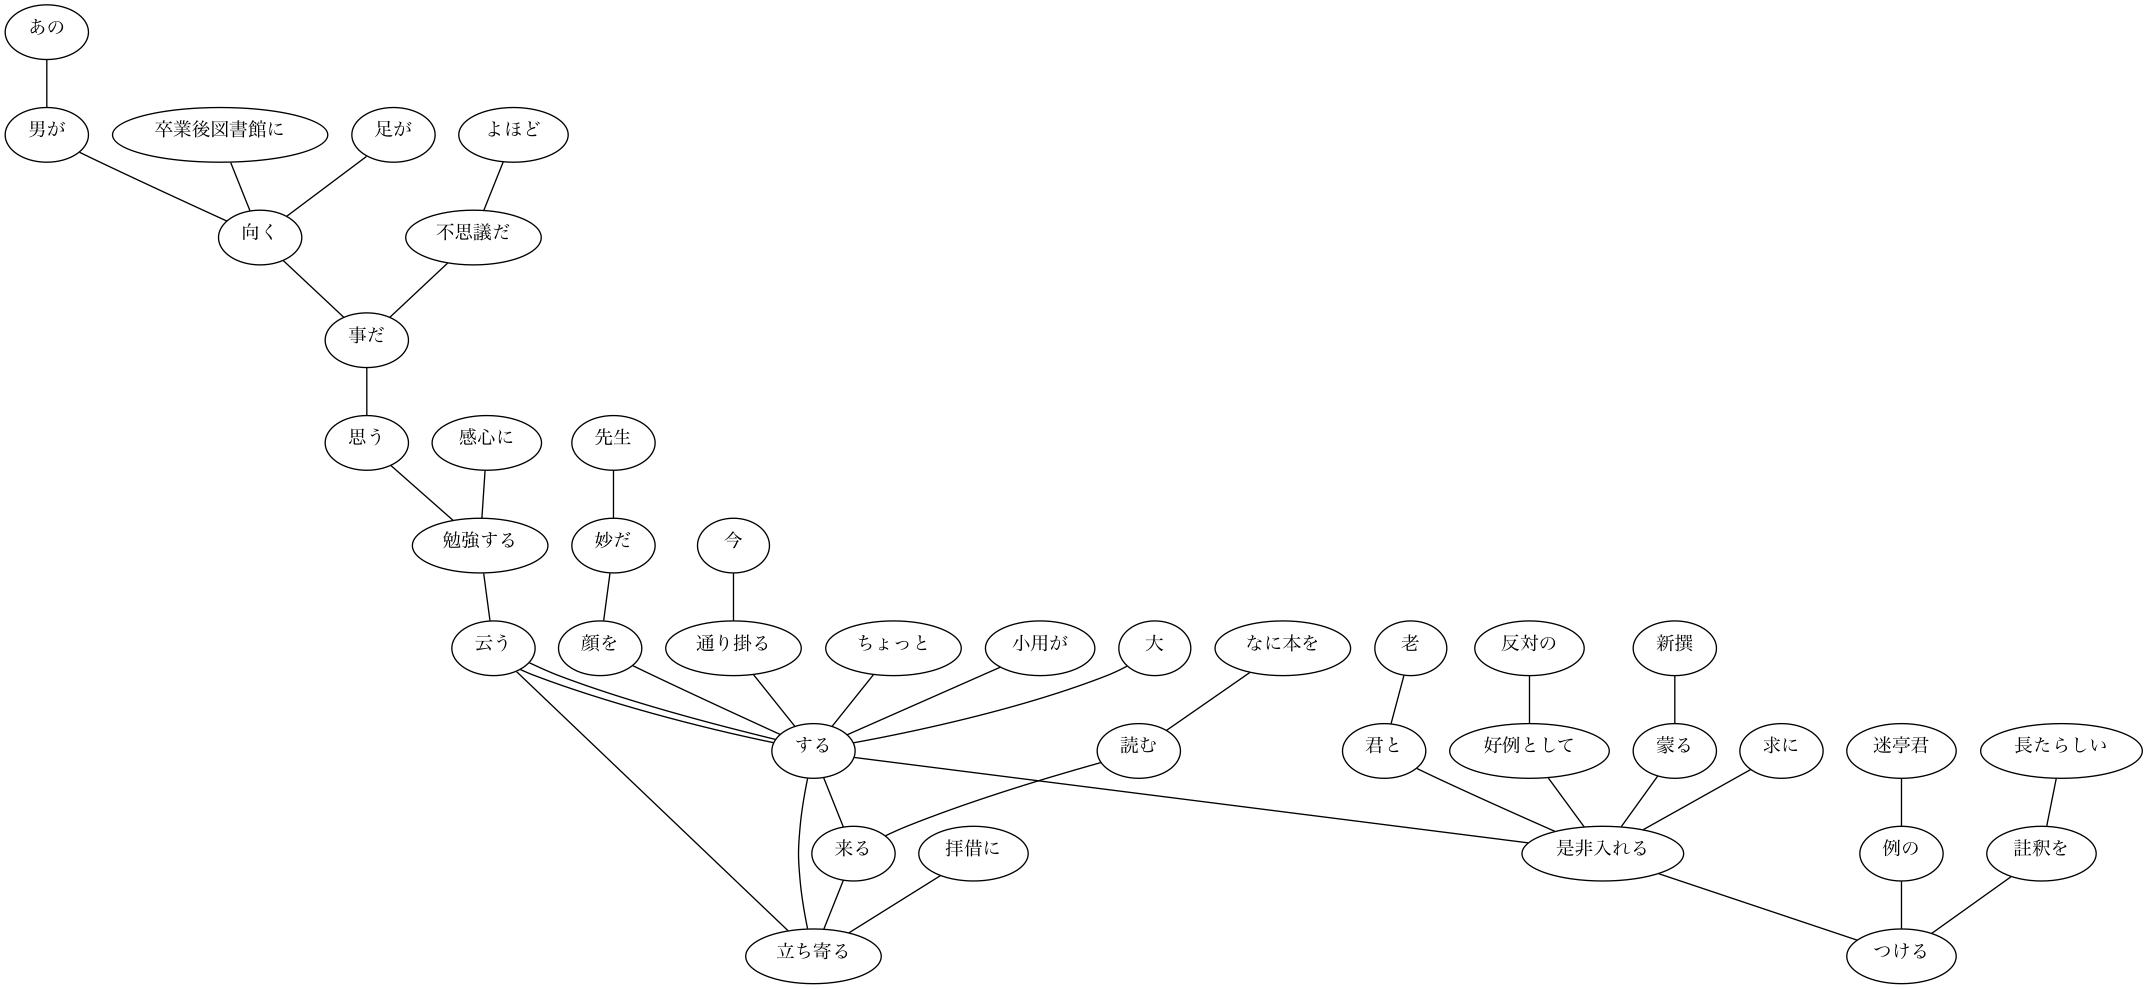 あの
男が
卒業後図書館に
足が
よほど
向く
不思議だ
事だ
思う
感心に
先生
勉強する
妙だ
今
云う
顔を
通り掛る
ちょっと
小用が
大
なに本を
老
反対の
新撰
する
読む
君と
好例として
蒙る
求に
迷亭君
長たらしい
来る
拝借に
是非入れる
例の
註釈を
立ち寄る
つける